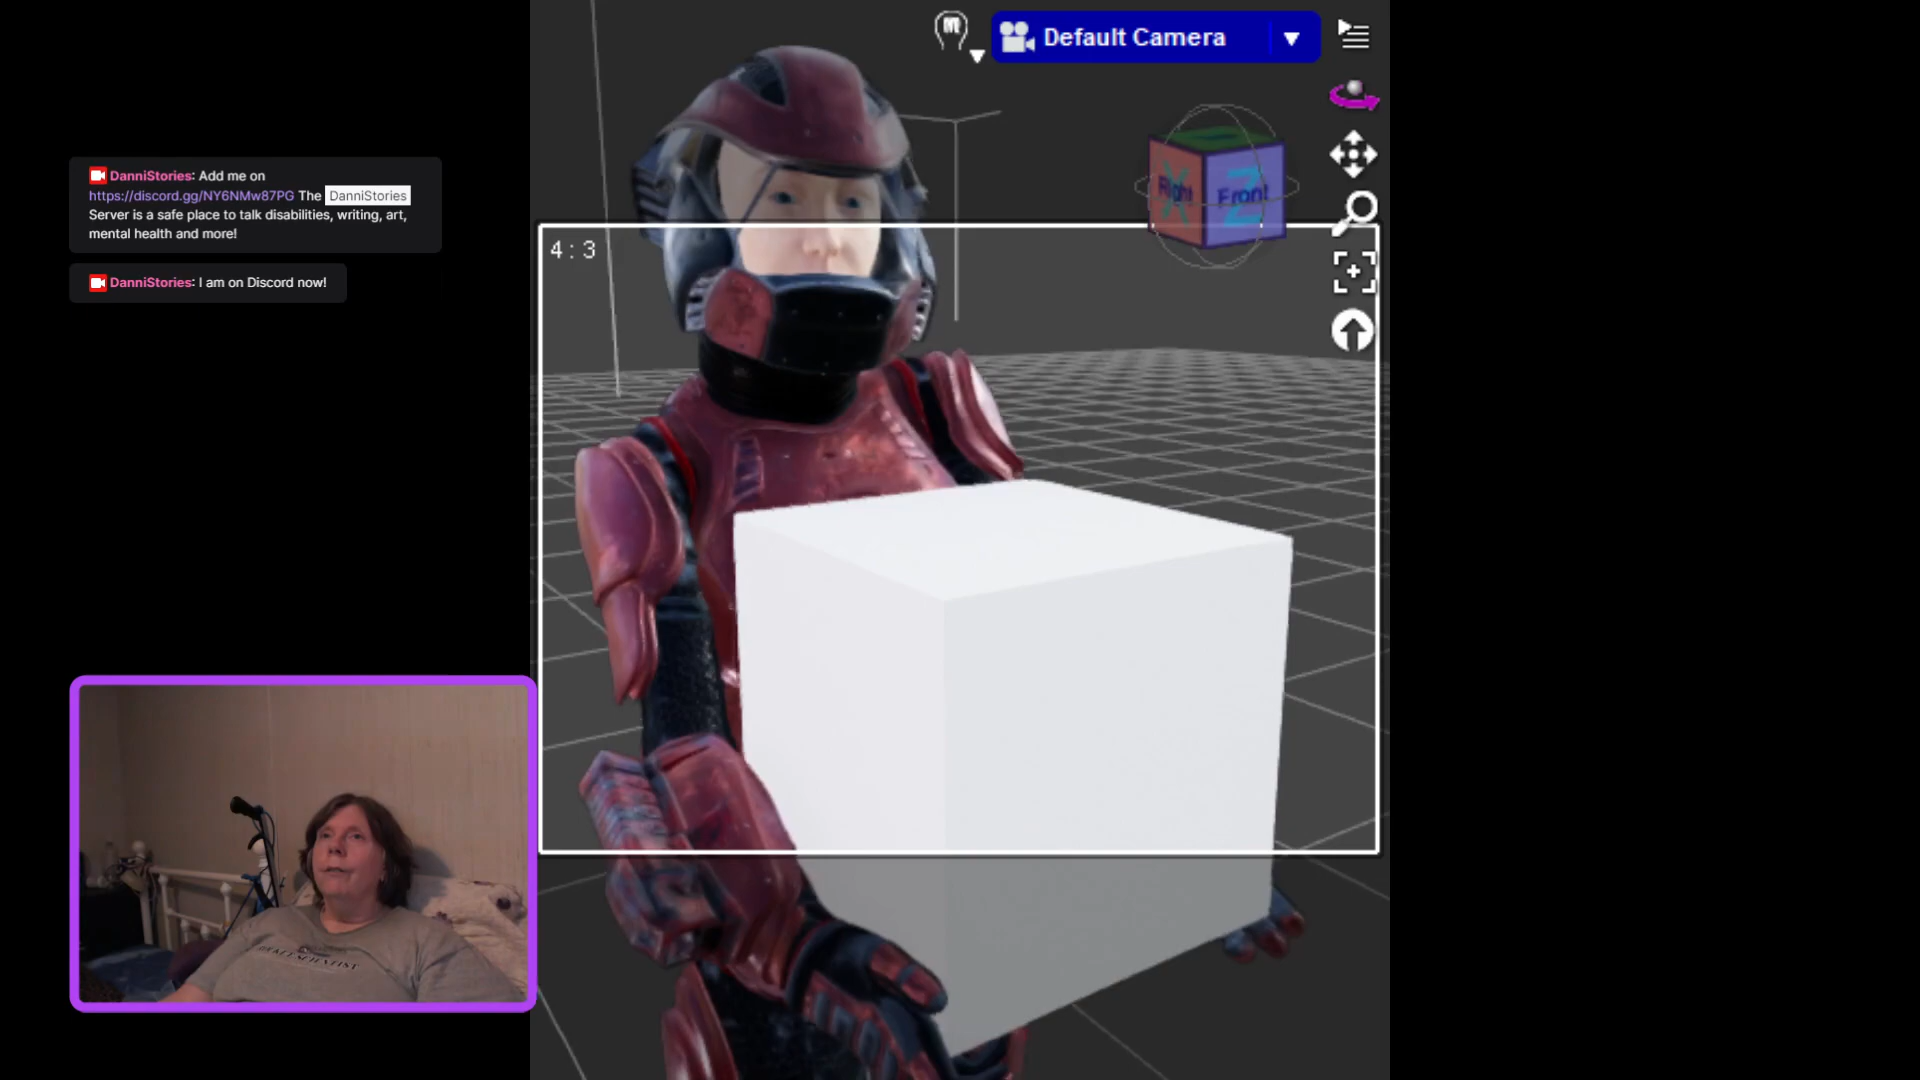 Default Camera
Right
Front
4 : 3
DanniStories: Add me on
https://discord.gg/NY6NMw87PG The DanniStories
Server is a safe place to talk disabilities, writing, art,
mental health and more!
DanniStories: I am on Discord now!